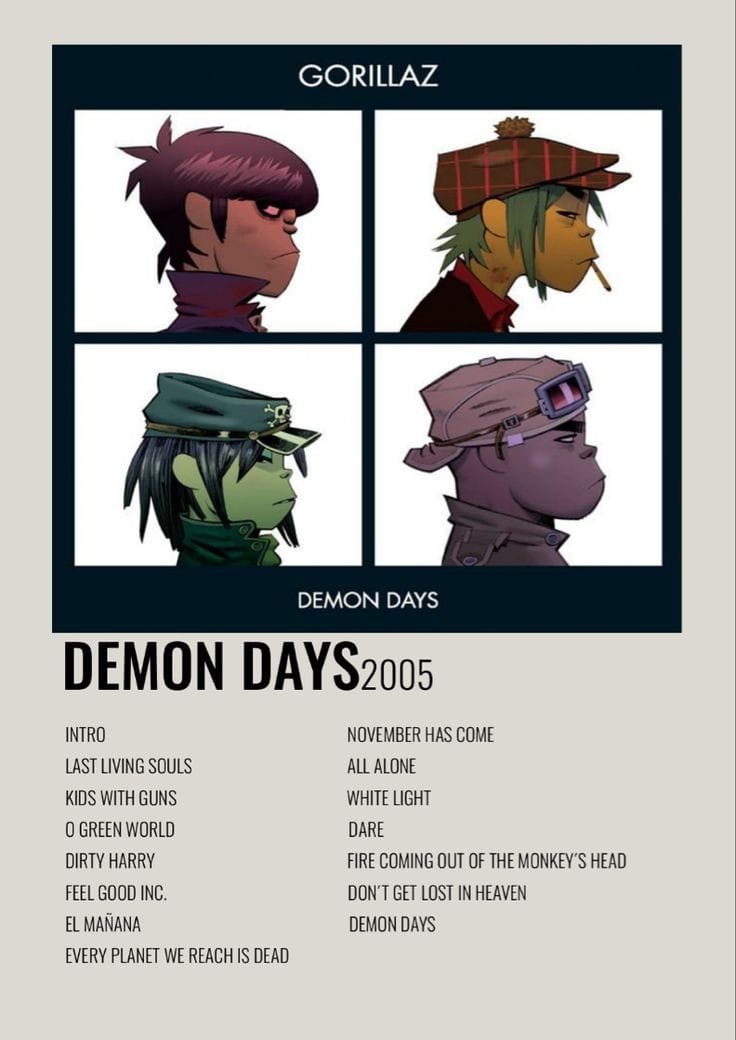 GORILLAZ
DEMON DAYS
DEMON DAYS2005
INTRO
LAST LIVING SOULS
KIDS WITH GUNS
O GREEN WORLD
DIRTY HARRY
FEEL GOOD INC.
EL MAÑANA
EVERY PLANET WE REACH IS DEAD
NOVEMBER HAS COME
ALL ALONE
WHITE LIGHT
DARE
FIRE COMING OUT OF THE MONKEY´S HEAD
DON´T GET LOST IN HEAVEN
DEMON DAYS